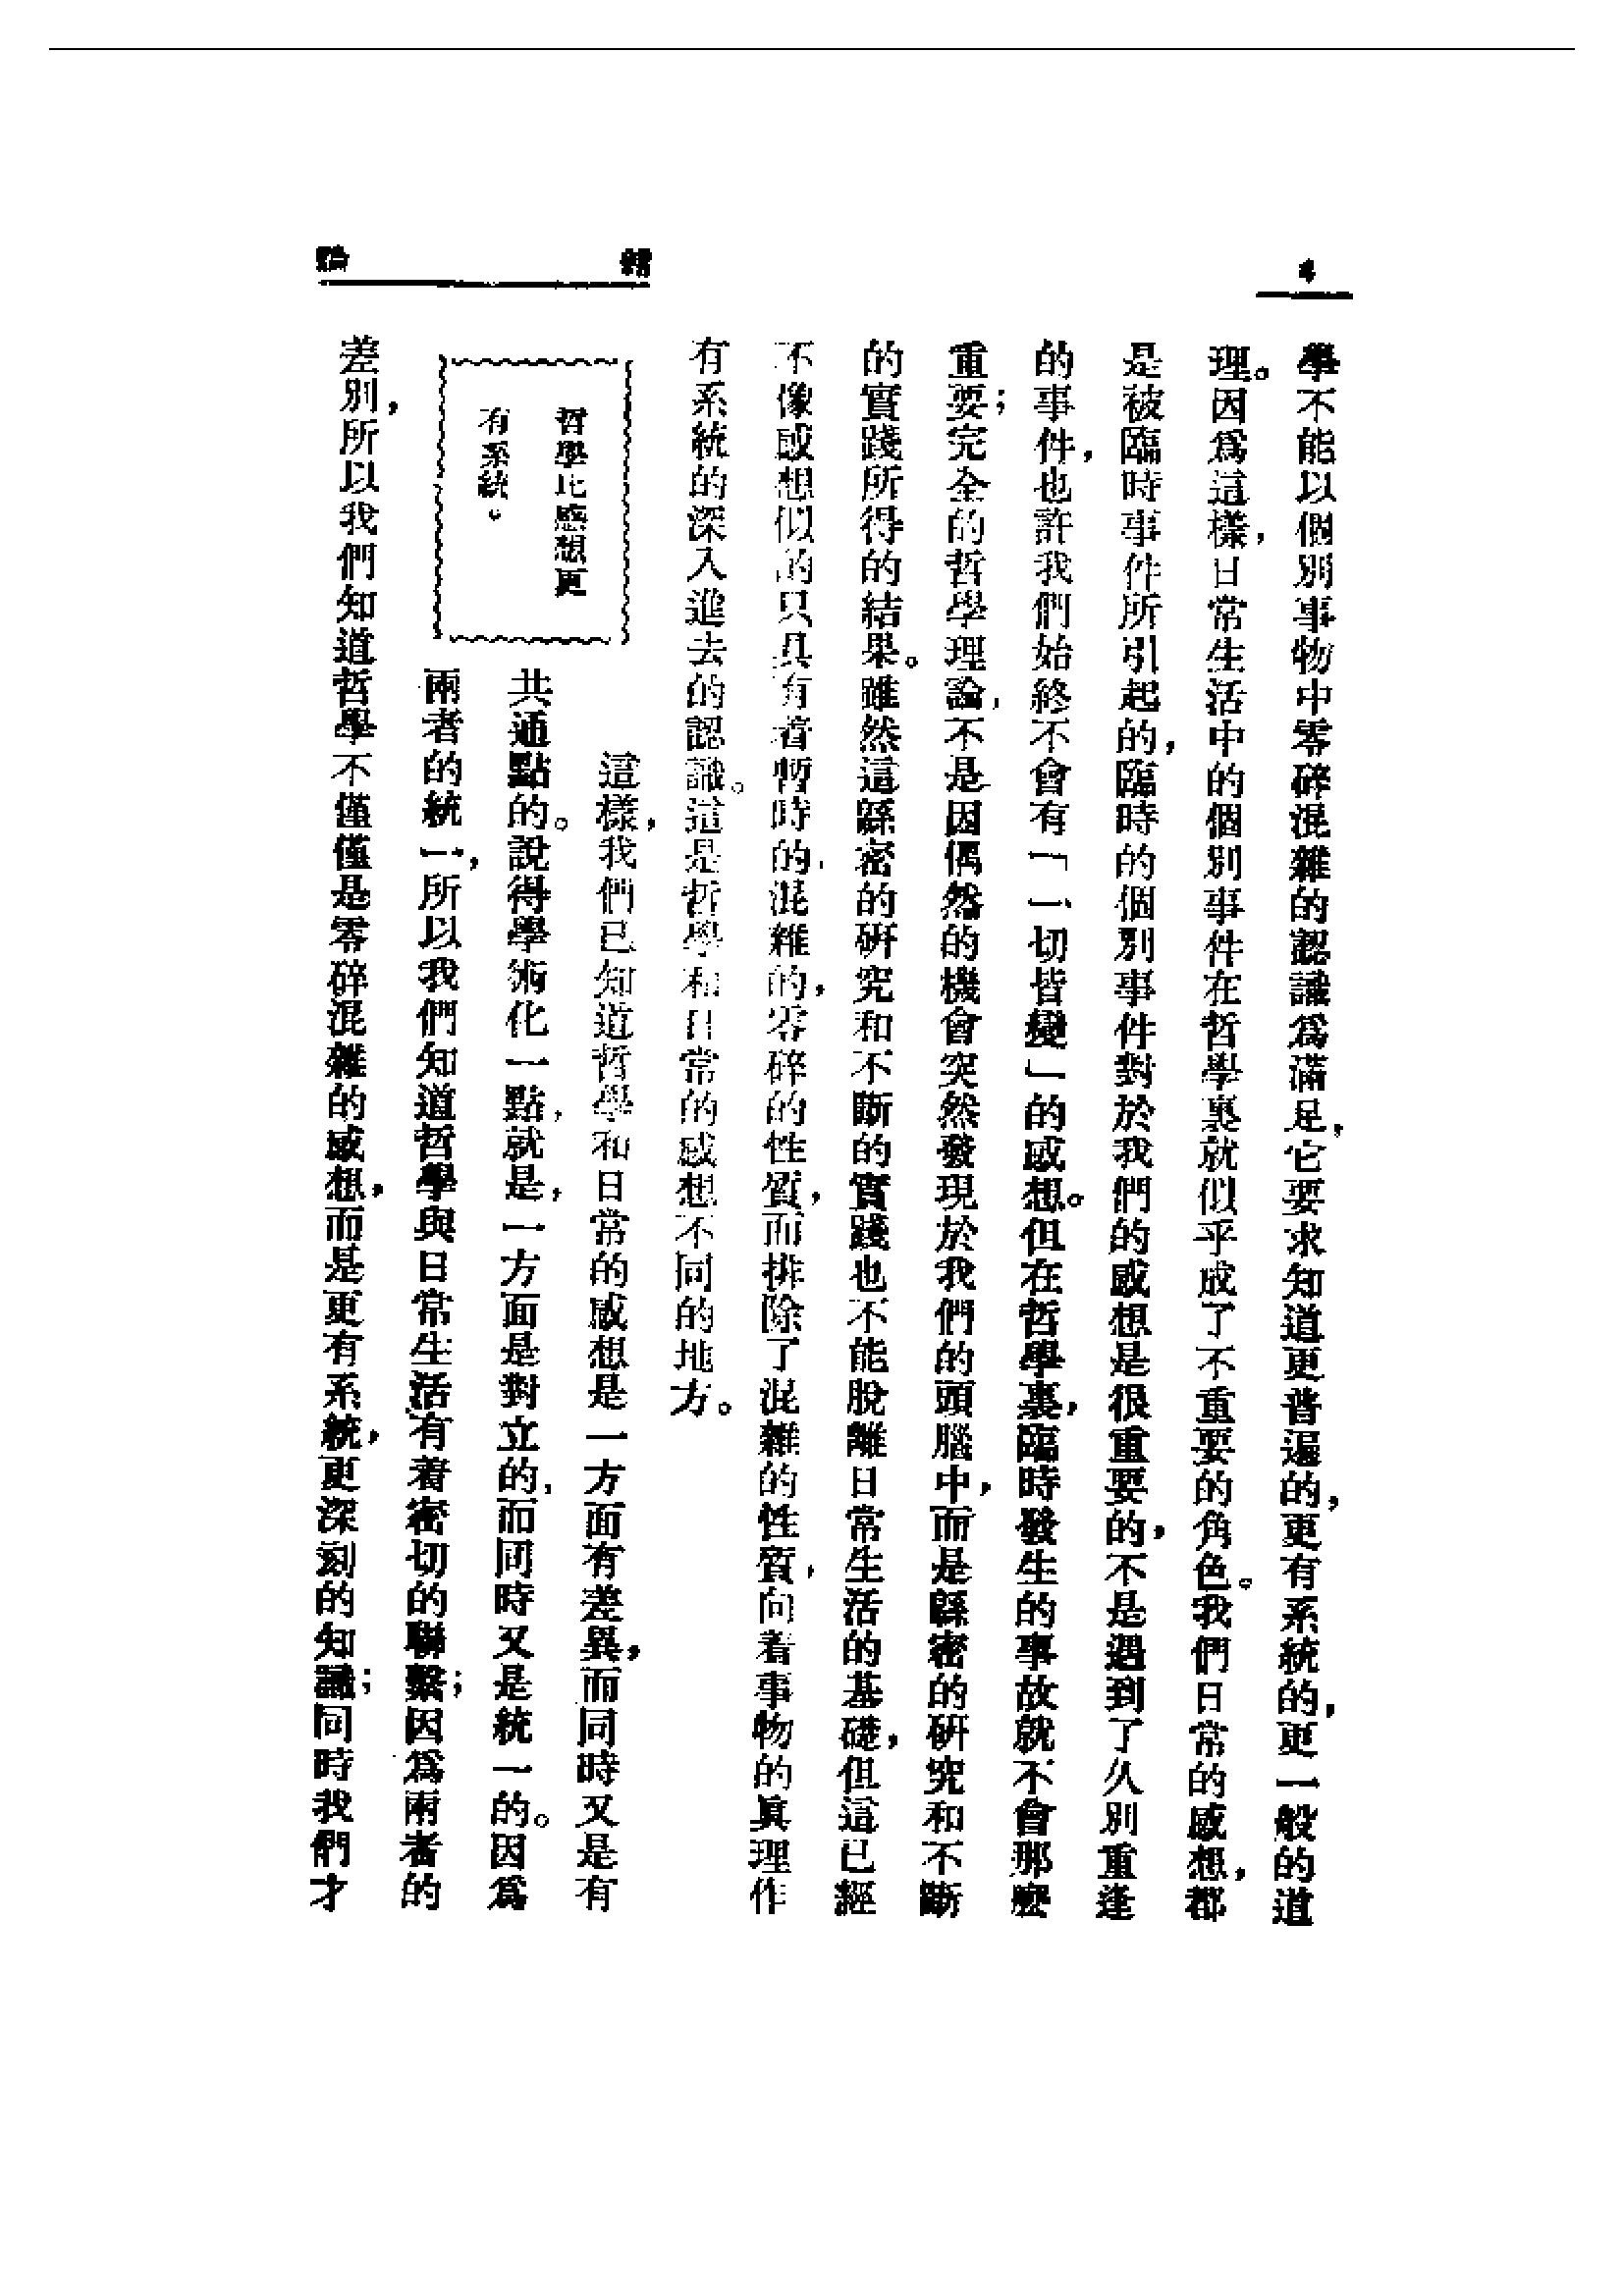 4
緒論
學不能以個別事物中零碎混雜的認識爲滿足，它要求知道更普遍的，更有系統的，更一般的道
理。因爲這樣，日常生活中的個別事件在哲學裏就似乎成了不重要的角色。我們日常的感想，都
是被臨時事件所引起的，臨時的個別事件對於我們的感想是很重要的，不是遇到了久別重逢
的事件，也許我們始終不會有「一切皆變」的感想。但在哲學裏，臨時發生的事故就不會那麼
重要；完全的哲學理論，不是因偶然的機會突然發現於我們的頭腦中，而是緜密的研究和不斷
的實踐所得的結果。雖然這緜密的研究和不斷的實踐也不能脫離日常生活的基礎，但這已經
不像感想似的只具有着暫時的，混雜的，零碎的性質，而排除了混雜的性質，向着事物的眞理作
有系統的深入進去的認識。這是哲學和日常的感想不同的地方。
哲學比感想更
有系統。
這樣，我們已知道哲學和日常的感想是一方面有差異，而同時又是有
共通點的。說得學術化一點，就是，一方面是對立的，而同時又是統一的。因爲
兩者的統一，所以我們知道哲學與日常生活有着密切的聯繫；因爲兩者的
差別，所以我們知道哲學不僅僅是零碎混雜的感想，而是更有系統，更深刻的知識；同時我們才